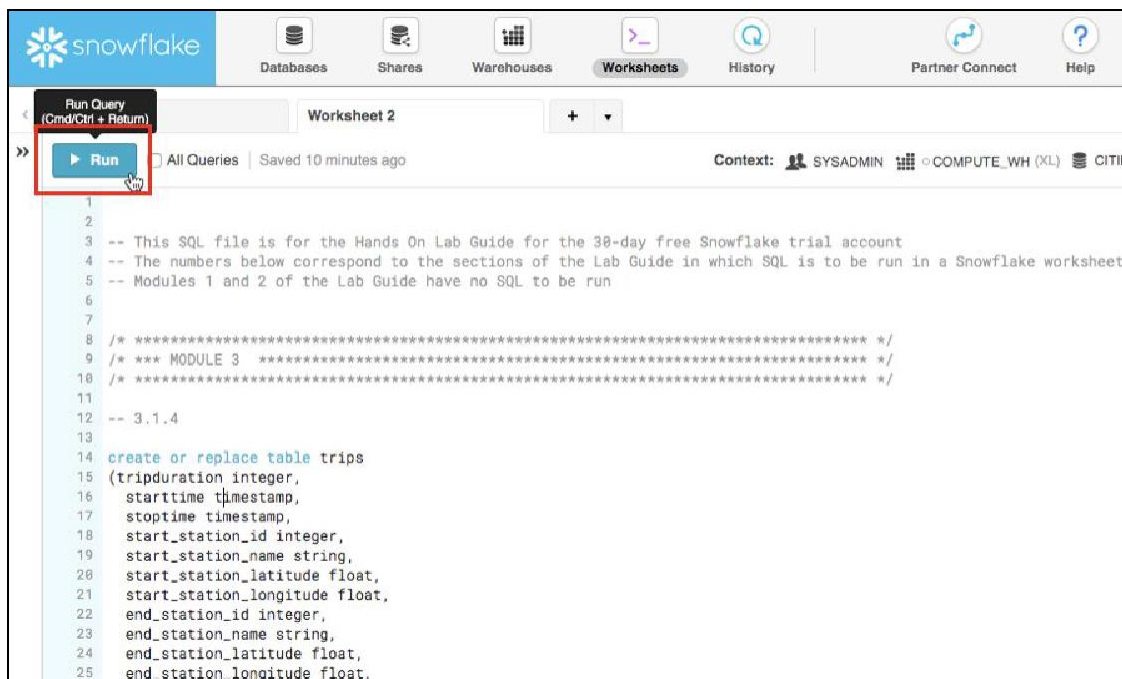 snowflake
Databases Shares Warehouses Worksheets History Partner Connect Help
Run Query
(Cmd/Ctrl + Return)
Worksheet 2
Run All Queries Saved 10 minutes ago Context: SYSADMIN COMPUTE_WH (XL) CITI
1
2
3 -- This SQL file is for the Hands On Lab Guide for the 30-day free Snowflake trial account
4 -- The numbers below correspond to the sections of the Lab Guide in which SQL is to be run in a Snowflake worksheet
5 -- Modules 1 and 2 of the Lab Guide have no SQL to be run
6
7
8 /* *********************************************************************************** */
9 /* *** MODULE 3 ********************************************************************* */
10 /* *********************************************************************************** */
11
12 -- 3.1.4
13
14 create or replace table trips
15 (tripduration integer,
16 starttime timestamp,
17 stoptime timestamp,
18 start_station_id integer,
19 start_station_name string,
20 start_station_latitude float,
21 start_station_longitude float,
22 end_station_id integer,
23 end_station_name string,
24 end_station_latitude float,
25 end_station_longitude float,